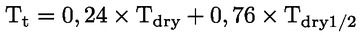 T_t = 0,24 × T_dry + 0,76 × T_dry1/2